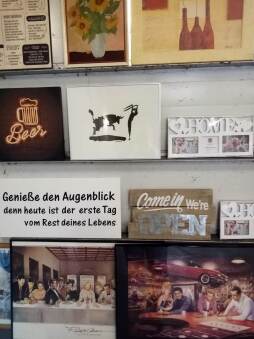 Beer
HOME
Genieße den Augenblick
denn heute ist der erste Tag
vom Rest deines Lebens
Come in We're
OPEN
HO